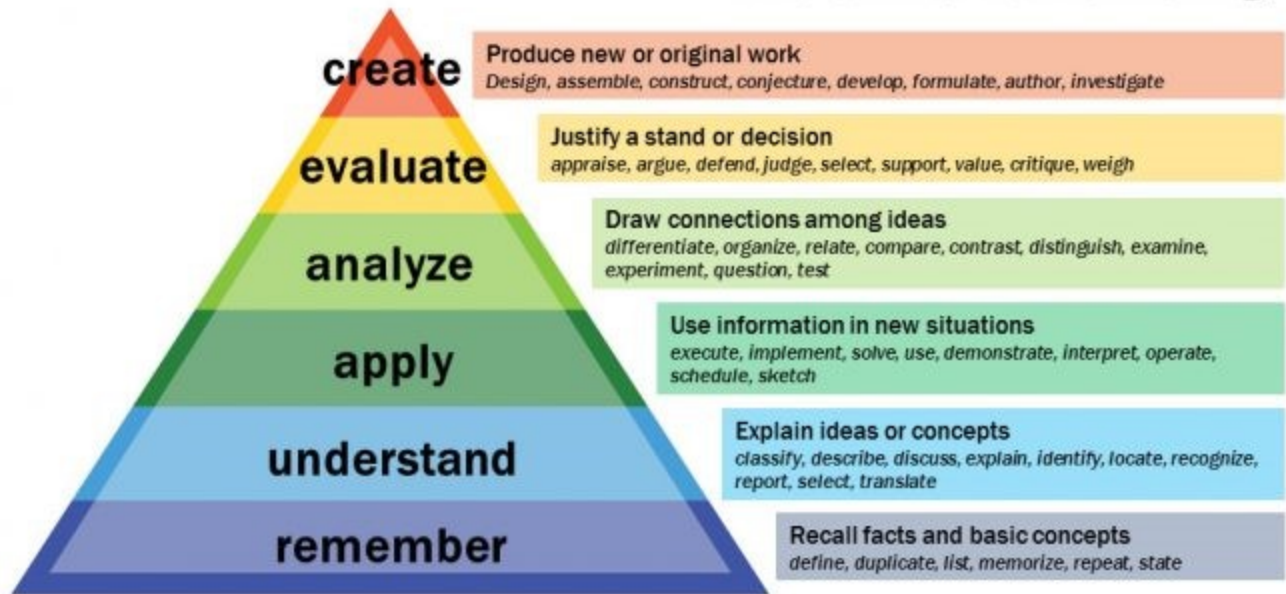 create
Produce new or original work
Design, assemble, construct, conjecture, develop, formulate, author, investigate
evaluate
Justify a stand or decision
appraise, argue, defend, judge, select, support, value, critique, weigh
analyze
Draw connections among ideas
differentiate, organize, relate, compare, contrast, distinguish, examine,
experiment, question, test
apply
Use information in new situations
execute, implement, solve, use, demonstrate, interpret, operate,
schedule, sketch
understand
Explain ideas or concepts
classify, describe, discuss, explain, identify, locate, recognize,
report, select, translate
remember
Recall facts and basic concepts
define, duplicate, list, memorize, repeat, state